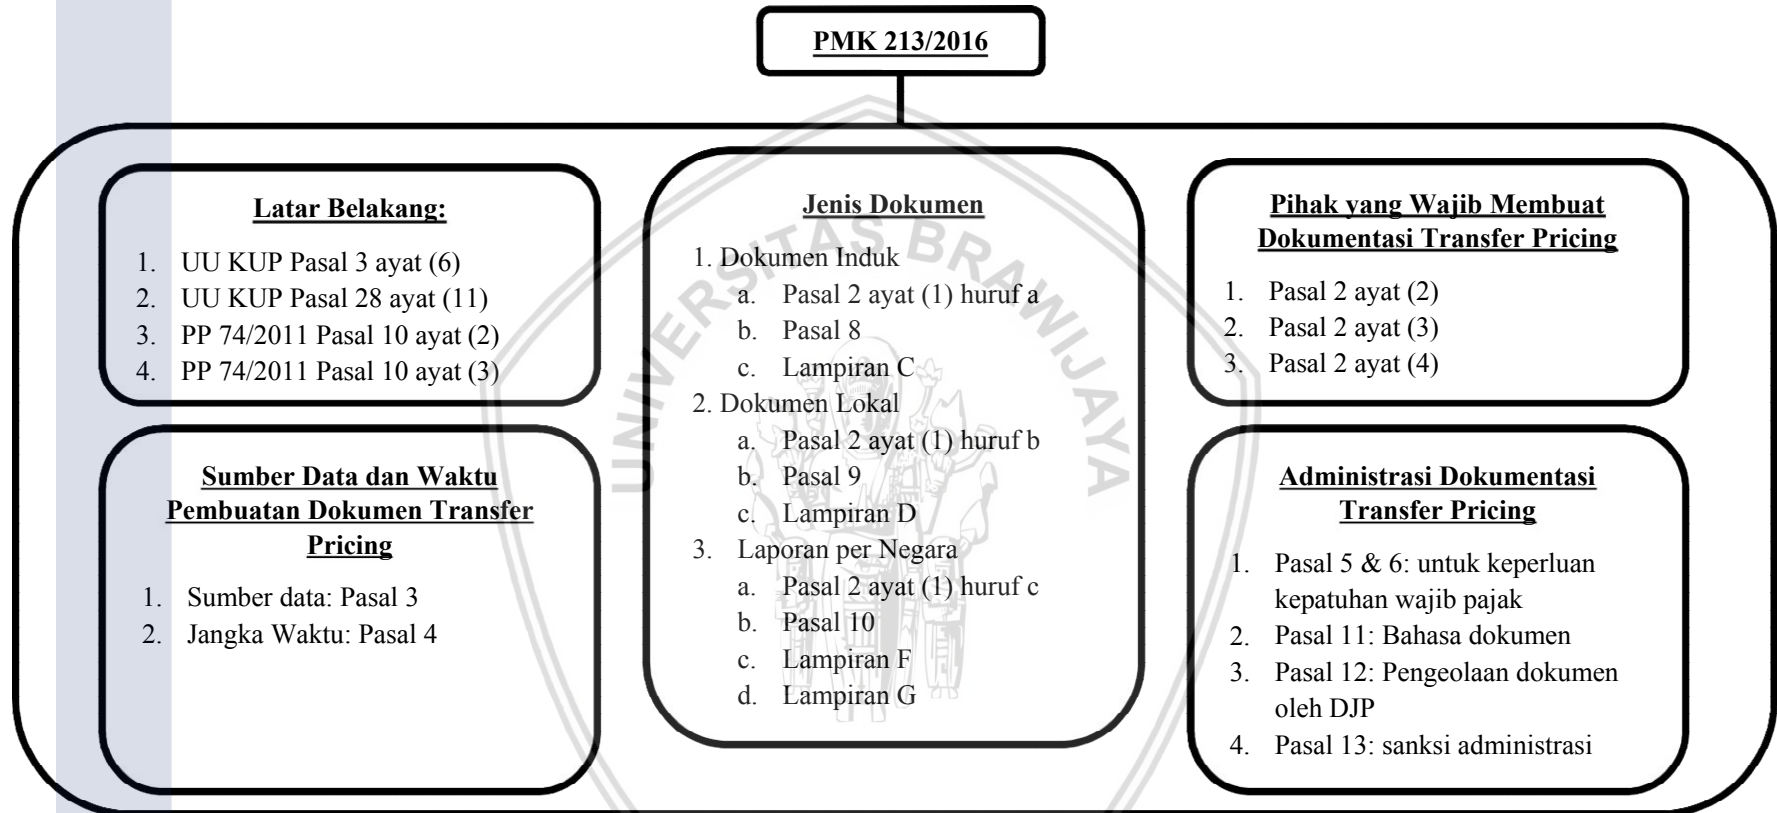 PMK 213/2016
Latar Belakang:
1. UU KUP Pasal 3 ayat (6)
2. UU KUP Pasal 28 ayat (11)
3. PP 74/2011 Pasal 10 ayat (2)
4. PP 74/2011 Pasal 10 ayat (3)
Sumber Data dan Waktu
Pembuatan Dokumen Transfer
Pricing
1. Sumber data: Pasal 3
2. Jangka Waktu: Pasal 4
Jenis Dokumen
1. Dokumen Induk
a. Pasal 2 ayat (1) huruf a
b. Pasal 8
c. Lampiran C
2. Dokumen Lokal
a. Pasal 2 ayat (1) huruf b
b. Pasal 9
c. Lampiran D
3. Laporan per Negara
a. Pasal 2 ayat (1) huruf c
b. Pasal 10
c. Lampiran F
d. Lampiran G
Pihak yang Wajib Membuat
Dokumentasi Transfer Pricing
1. Pasal 2 ayat (2)
2. Pasal 2 ayat (3)
3. Pasal 2 ayat (4)
Administrasi Dokumentasi
Transfer Pricing
1. Pasal 5 & 6: untuk keperluan
kepatuhan wajib pajak
2. Pasal 11: Bahasa dokumen
3. Pasal 12: Pengeolaan dokumen
oleh DJP
4. Pasal 13: sanksi administrasi
UNIVERSITAS BRAWIJAYA